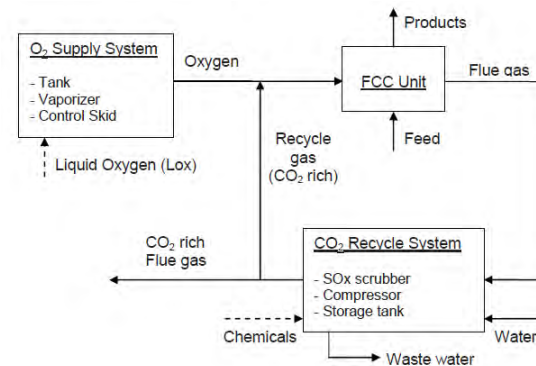 Products
O₂ Supply System
- Tank
- Vaporizer
- Control Skid
Oxygen
FCC Unit
Flue gas
Liquid Oxygen (Lox)
Recycle
gas
(CO₂ rich)
Feed
CO₂ rich
Flue gas
CO₂ Recycle System
- SOx scrubber
- Compressor
- Storage tank
Chemicals
Water
Waste water